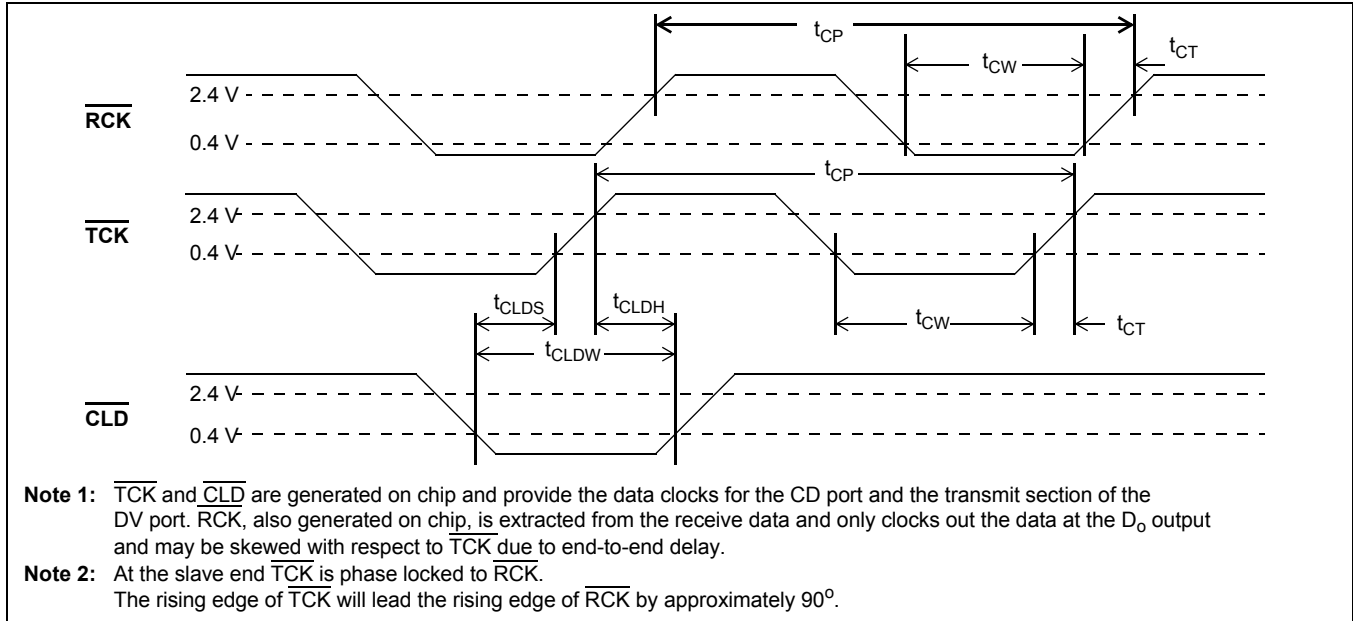 t_CP
t_CW
t_CT
RCK
2.4 V
0.4 V
t_CP
TCK
2.4 V
0.4 V
t_CLDS
t_CLDH
t_CW
t_CT
t_CLDW
CLD
2.4 V
0.4 V
Note 1: TCK and CLD are generated on chip and provide the data clocks for the CD port and the transmit section of the
DV port. RCK, also generated on chip, is extracted from the receive data and only clocks out the data at the D_o output
and may be skewed with respect to TCK due to end-to-end delay.
Note 2: At the slave end TCK is phase locked to RCK.
The rising edge of TCK will lead the rising edge of RCK by approximately 90°.